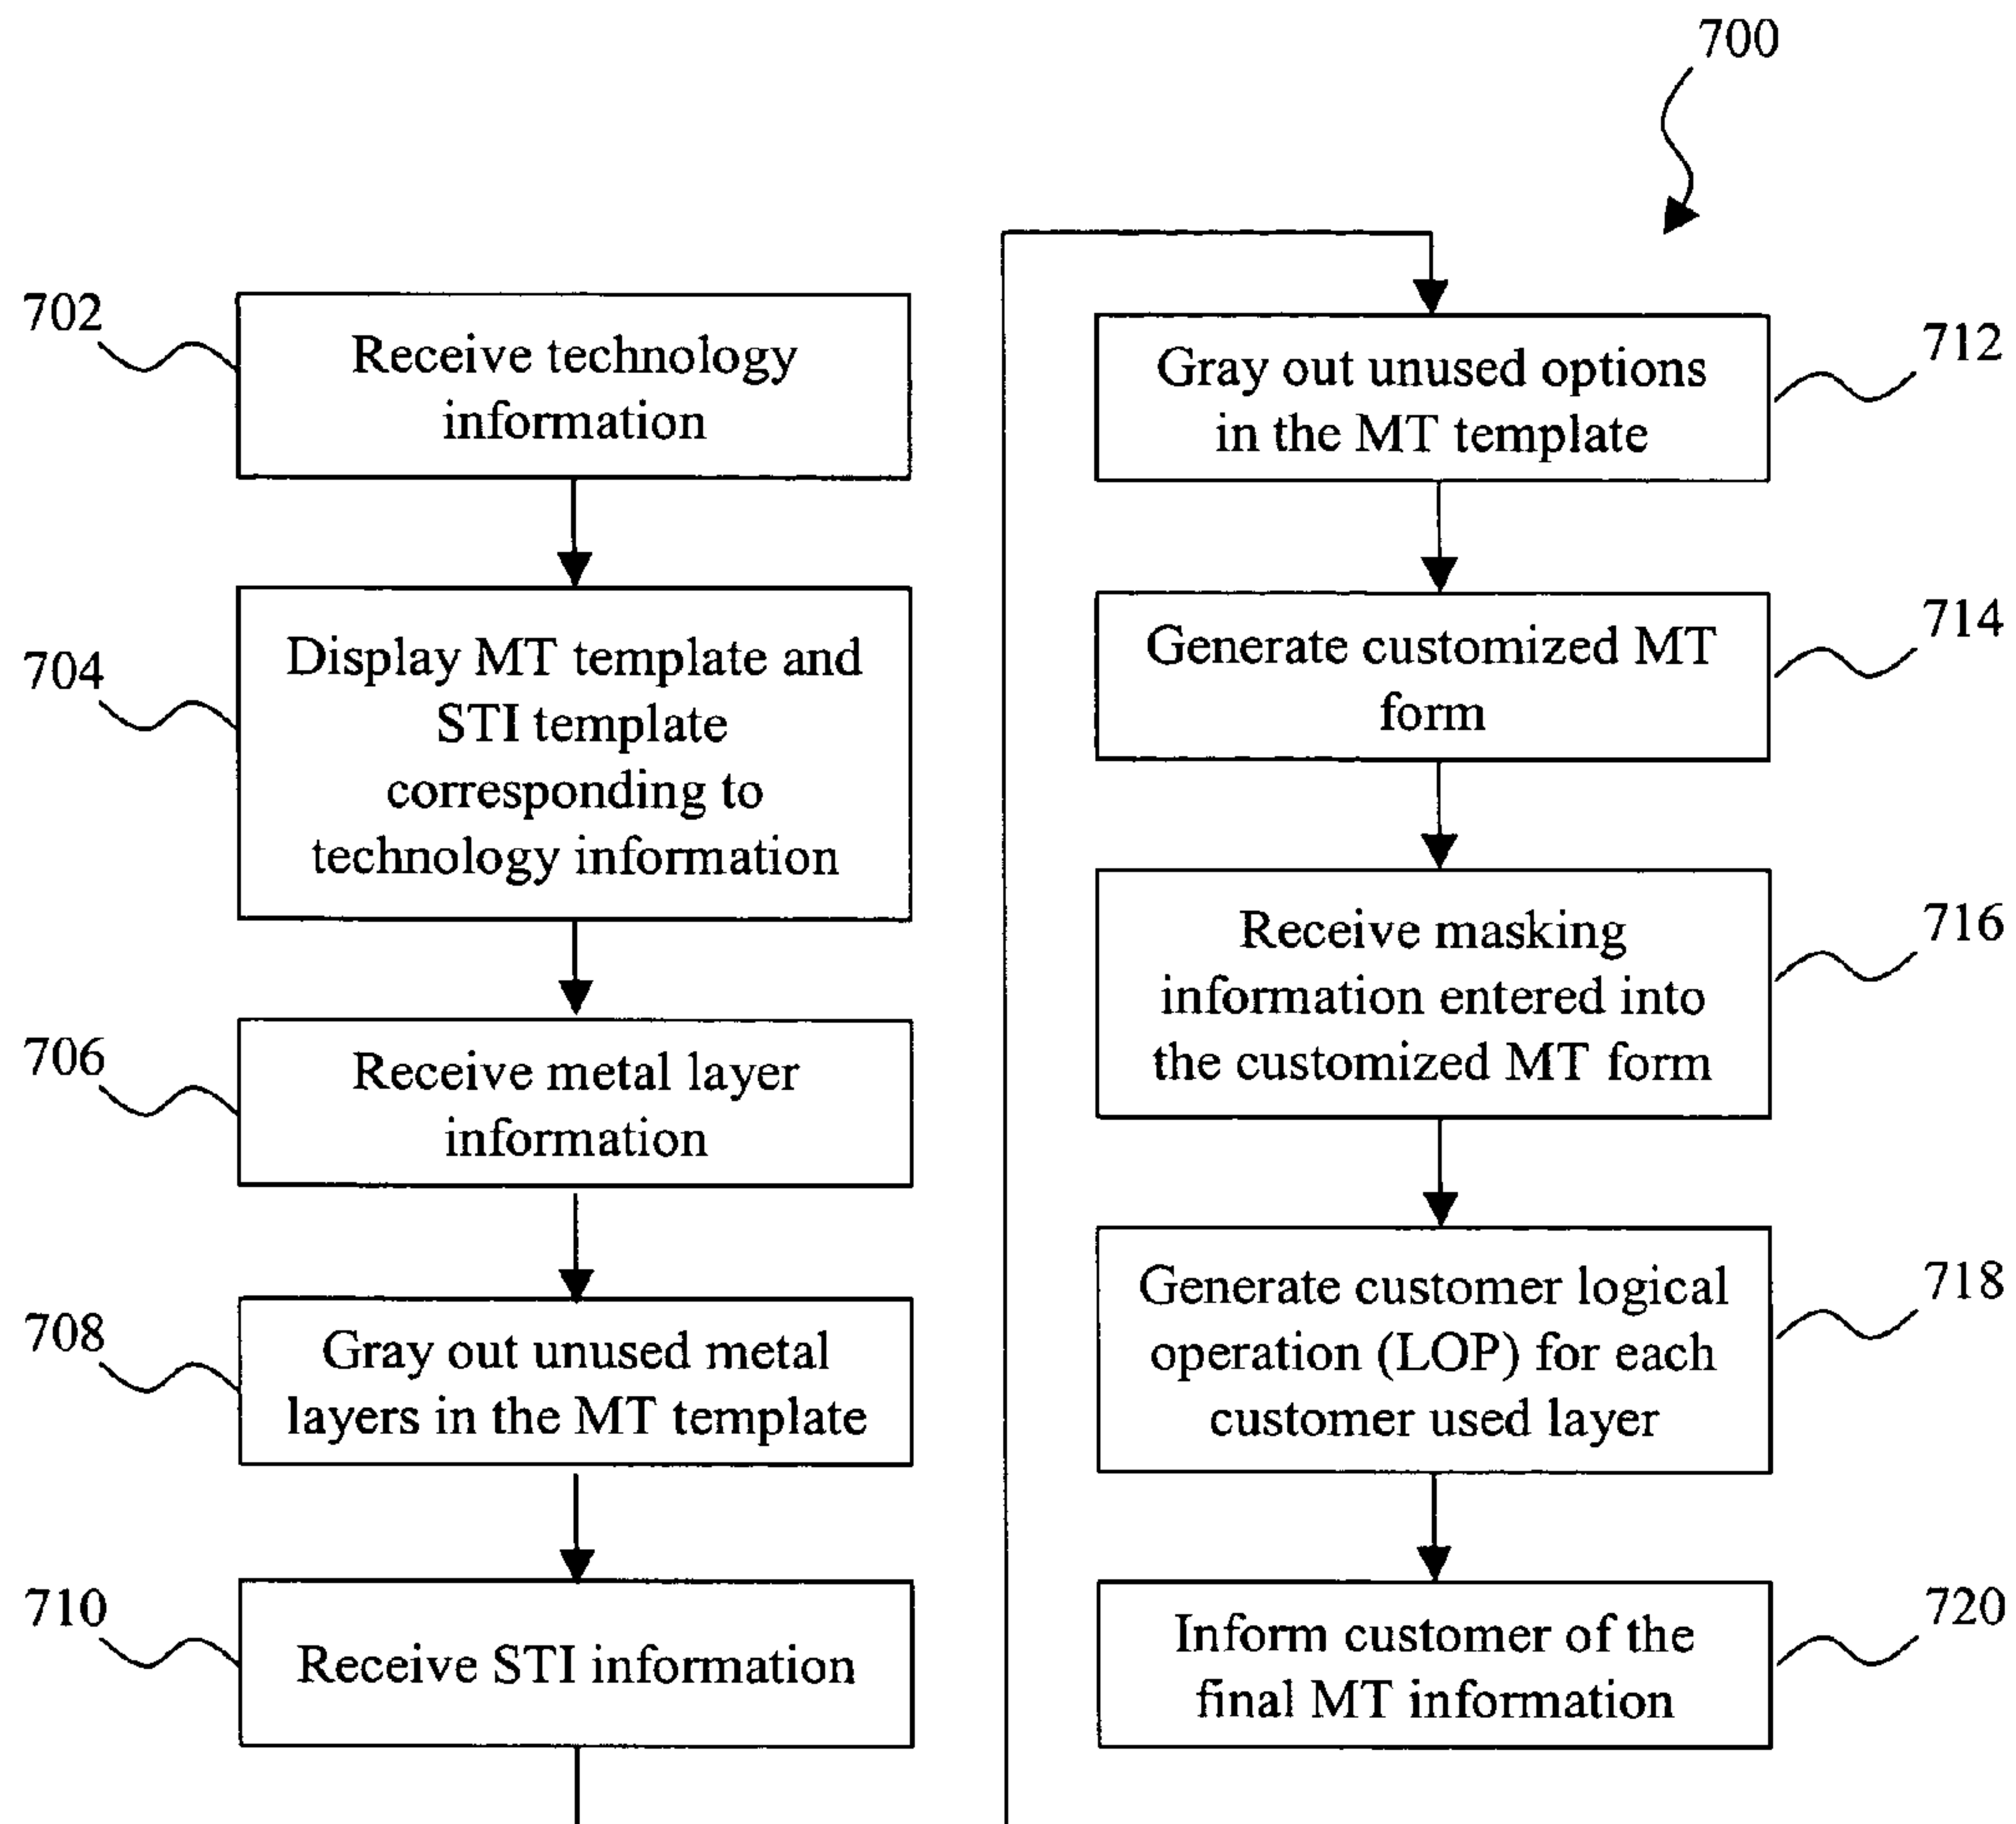 700
702
Receive technology
information
704
Display MT template and
STI template
corresponding to
technology information
706
Receive metal layer
information
708
Gray out unused metal
layers in the MT template
710
Receive STI information
712
Gray out unused options
in the MT template
714
Generate customized MT
form
716
Receive masking
information entered into
the customized MT form
718
Generate customer logical
operation (LOP) for each
customer used layer
720
Inform customer of the
final MT information